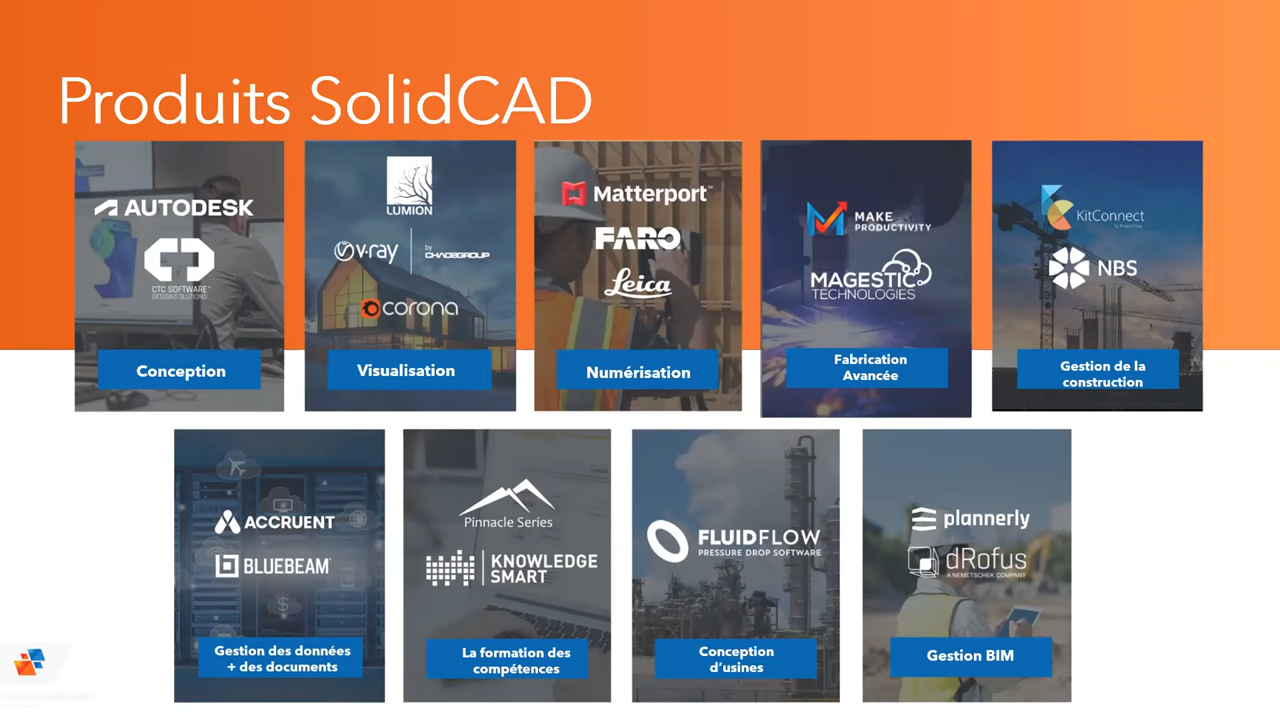 Produits SolidCAD
AUTODESK
CTC SOFTWARE™
DESIGN SOLUTIONS
Conception
LUMION
v·ray
by
CHAOSGROUP
corona
Visualisation
Matterport™
FARO
Leica
Numérisation
MAKE
PRODUCTIVITY
MAGESTIC
TECHNOLOGIES
Fabrication
Avancée
KitConnect
NBS
Gestion de la
construction
ACCRUENT
BLUEBEAM
Gestion des données
+ des documents
Pinnacle Series
KNOWLEDGE
SMART
La formation des
compétences
FLUIDFLOW
PRESSURE DROP SOFTWARE
Conception
d’usines
plannerly
dRofus
A NEMETSCHEK COMPANY
Gestion BIM